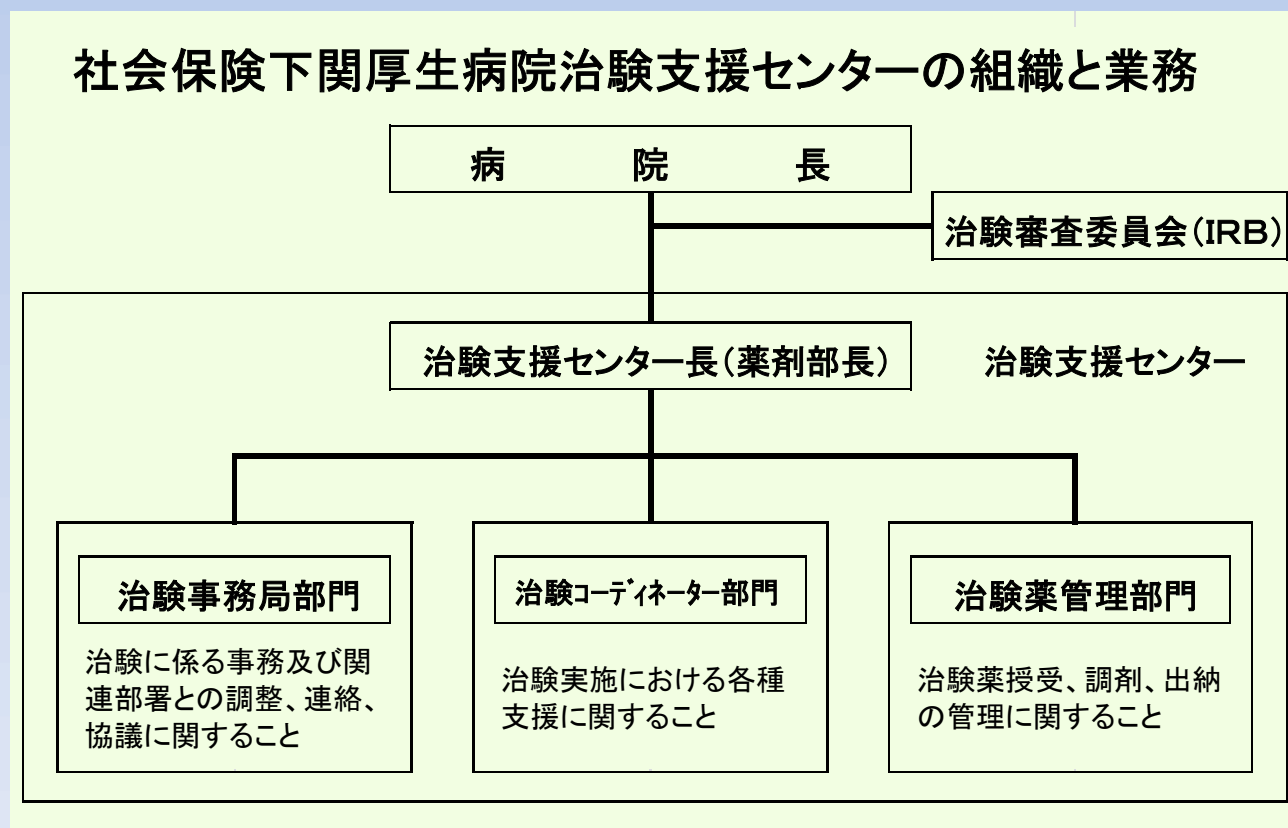 社会保険下関厚生病院治験支援センターの組織と業務
病 院 長
治験審査委員会(IRB)
治験支援センター長(薬剤部長)
治験支援センター
治験事務局部門
治験に係る事務及び関
連部署との調整、連絡、
協議に関すること
治験ｺｰﾃﾞｨﾈｰﾀｰ部門
治験実施における各種
支援に関すること
治験薬管理部門
治験薬授受、調剤、出納
の管理に関すること